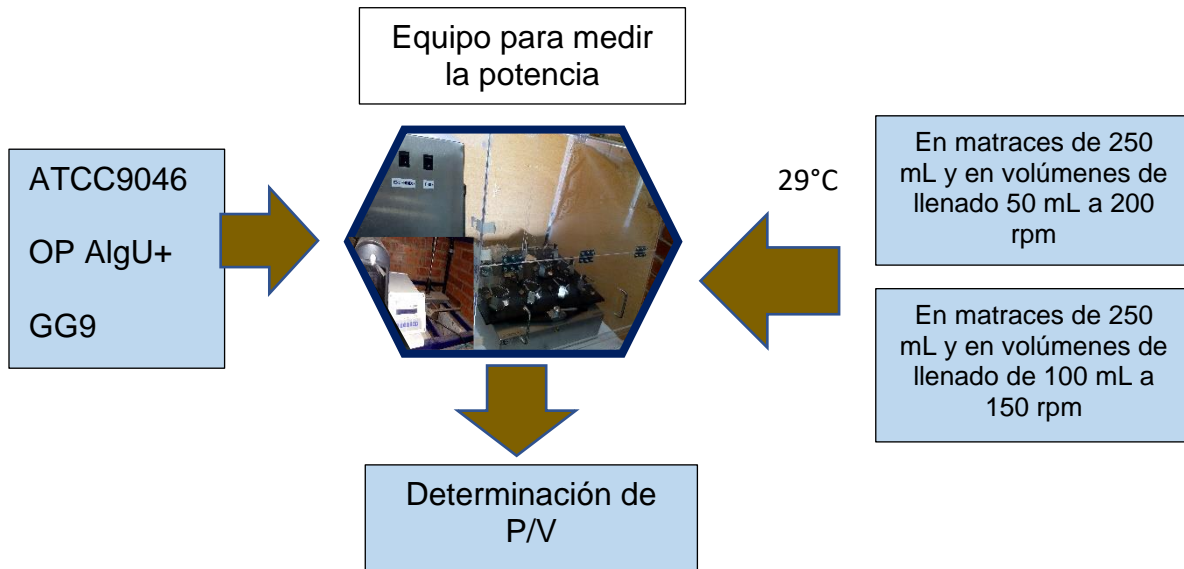 Equipo para medir
la potencia
ATCC9046
OP AlgU+
GG9
29°C
En matraces de 250
mL y en volúmenes de
llenado 50 mL a 200
rpm
En matraces de 250
mL y en volúmenes de
llenado de 100 mL a
150 rpm
Determinación de
P/V